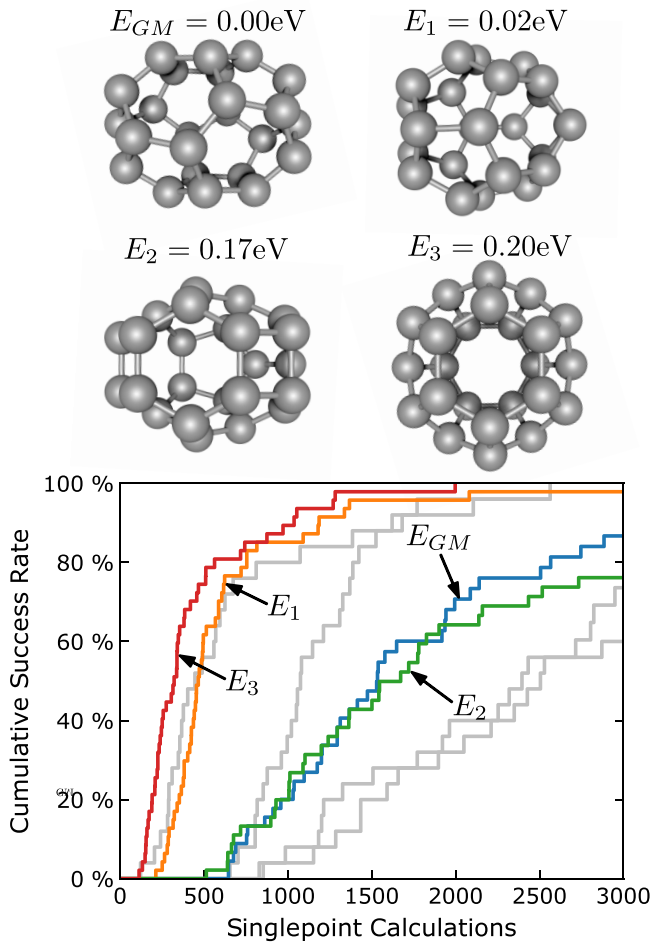 E_GM = 0.00eV
E_1 = 0.02eV
E_2 = 0.17eV
E_3 = 0.20eV
100 %
80 %
60 %
40 %
20 %
0 %
Cumulative Success Rate
E_GM
E_1
E_3
E_2
0
500
1000
1500
2000
2500
3000
Singlepoint Calculations